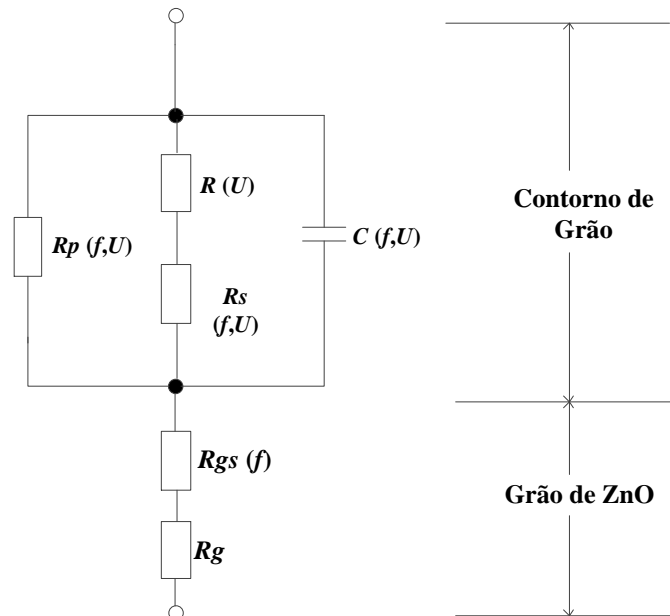 R (U)
Rp (f,U)
C (f,U)
Rs
(f,U)
Contorno de
Grão
Rgs (f)
Rg
Grão de ZnO